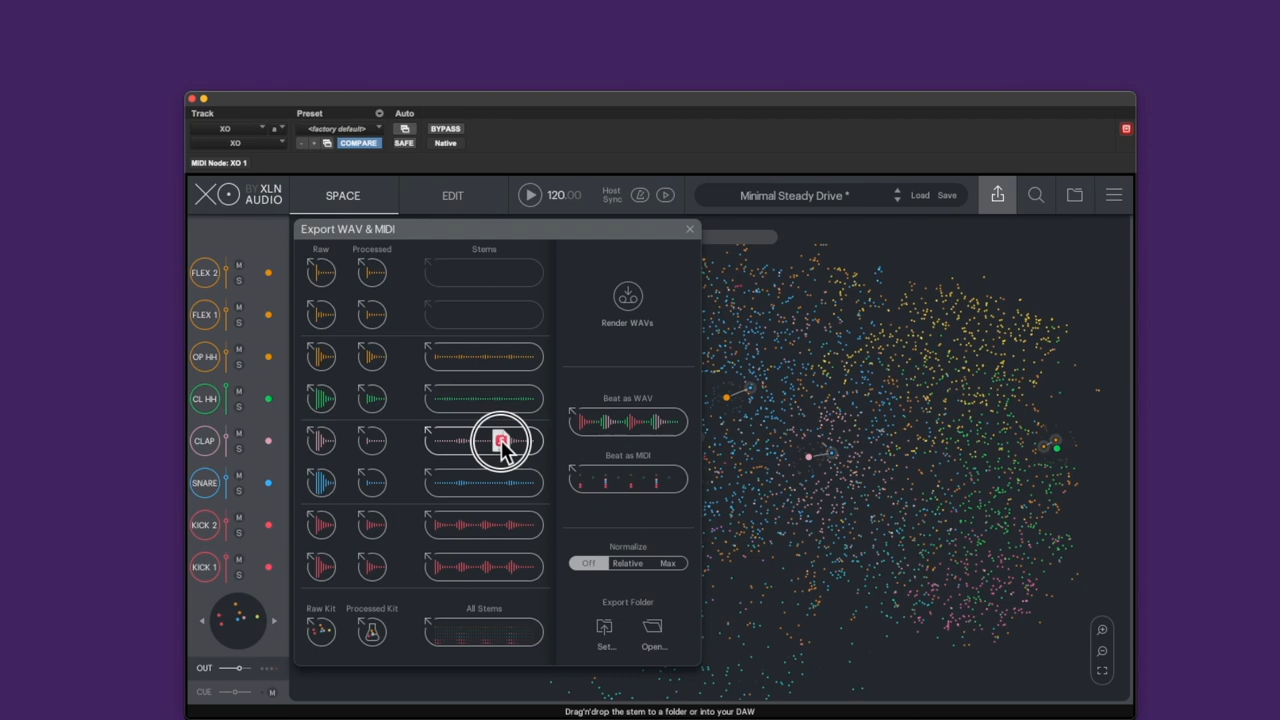 Track
Preset
Auto
XO
a
<factory default>
BYPASS
XO
- +
COMPARE
SAFE
Native
MIDI Node: XO 1
XO BY XLN AUDIO
SPACE
EDIT
120.00
Host Sync
Minimal Steady Drive *
Load
Save
Export WAV & MIDI
Raw
Processed
Stems
FLEX 2
M
S
FLEX 1
M
S
OP HH
M
S
CL HH
M
S
CLAP
M
S
SNARE
M
S
KICK 2
M
S
KICK 1
M
S
Render WAVs
Beat as WAV
Beat as MIDI
Normalize
Off
Relative
Max
Export Folder
Set...
Open...
Raw Kit
Processed Kit
All Stems
OUT
CUE
M
Drag'n'drop the stem to a folder or into your DAW